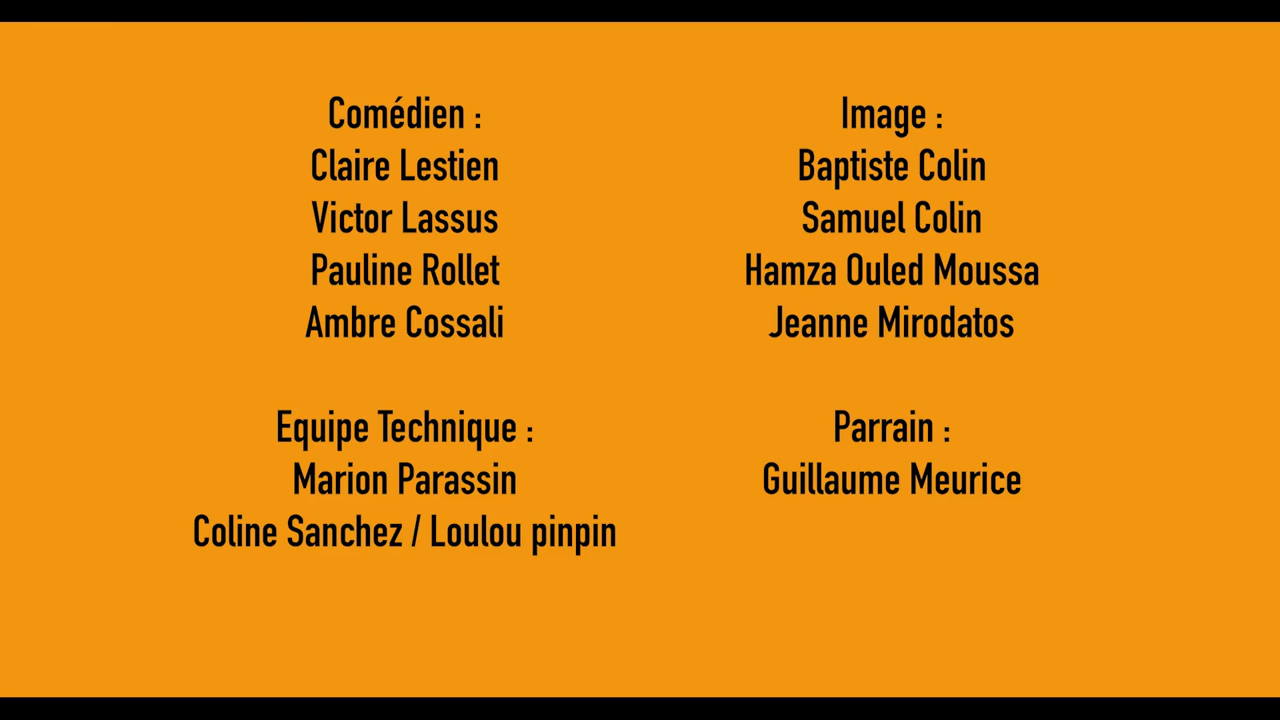 Comédien :
Claire Lestien
Victor Lassus
Pauline Rollet
Ambre Cossali
Equipe Technique :
Marion Parassin
Coline Sanchez / Loulou pinpin
Image :
Baptiste Colin
Samuel Colin
Hamza Ouled Moussa
Jeanne Mirodatos
Parrain :
Guillaume Meurice